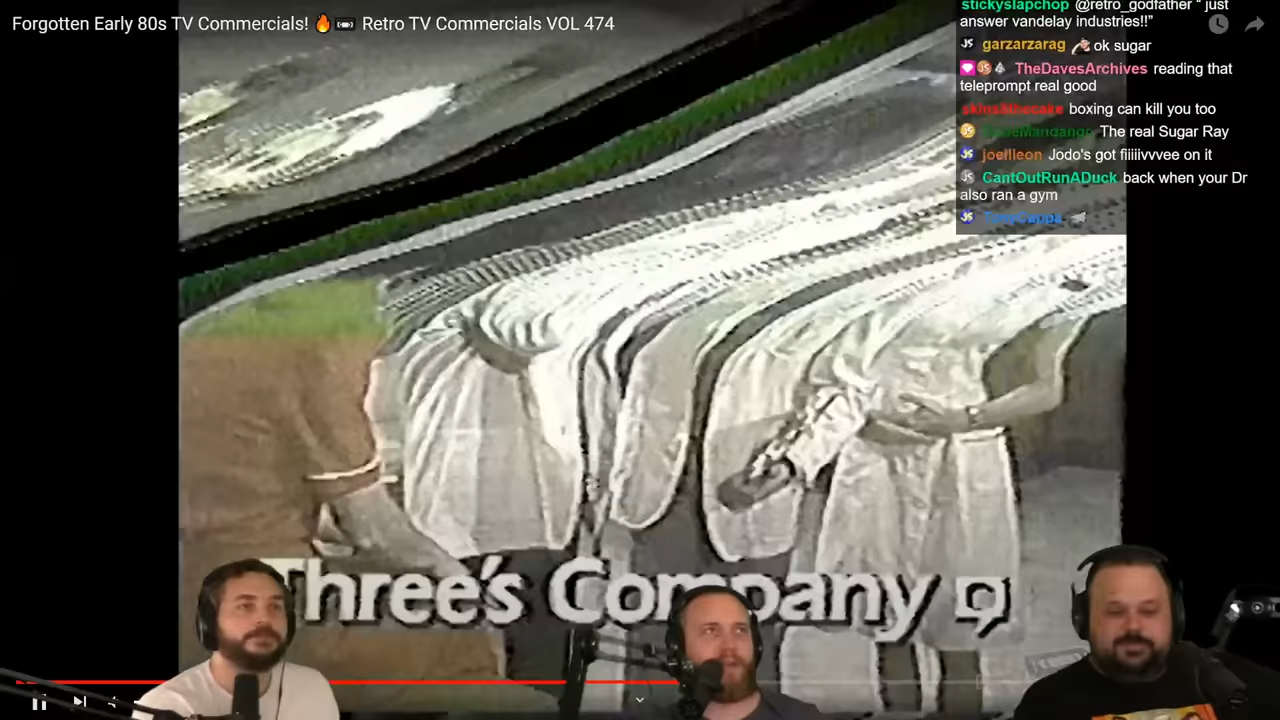 Forgotten Early 80s TV Commercials! 🔥📼 Retro TV Commercials VOL 474
stickyslapchop @retro_godfather “ just
answer vandelay industries!!”
garzarzarag ok sugar
TheDavesArchives reading that
teleprompt real good
boxing can kill you too
The real Sugar Ray
joeilleon Jodo's got fiiiiivvvee on it
CantOutRunADuck back when your Dr
also ran a gym
Three's Company